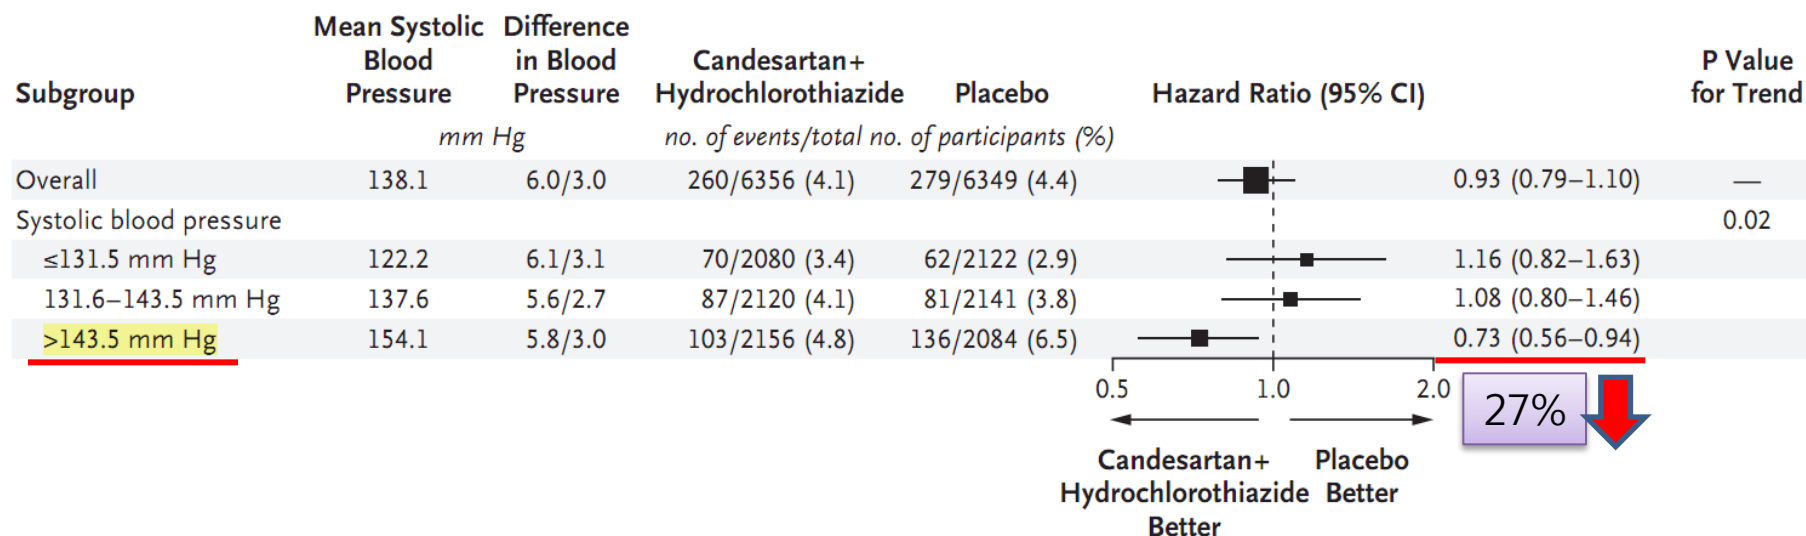 Subgroup Mean Systolic Blood Pressure Difference in Blood Pressure Candesartan+ Hydrochlorothiazide Placebo Hazard Ratio (95% CI) P Value for Trend
mm Hg no. of events/total no. of participants (%)
Overall 138.1 6.0/3.0 260/6356 (4.1) 279/6349 (4.4) 0.93 (0.79–1.10) —
Systolic blood pressure 0.02
≤131.5 mm Hg 122.2 6.1/3.1 70/2080 (3.4) 62/2122 (2.9) 1.16 (0.82–1.63)
131.6–143.5 mm Hg 137.6 5.6/2.7 87/2120 (4.1) 81/2141 (3.8) 1.08 (0.80–1.46)
>143.5 mm Hg 154.1 5.8/3.0 103/2156 (4.8) 136/2084 (6.5) 0.73 (0.56–0.94)
0.5 1.0 2.0
27%
Candesartan+ Hydrochlorothiazide Better
Placebo Better